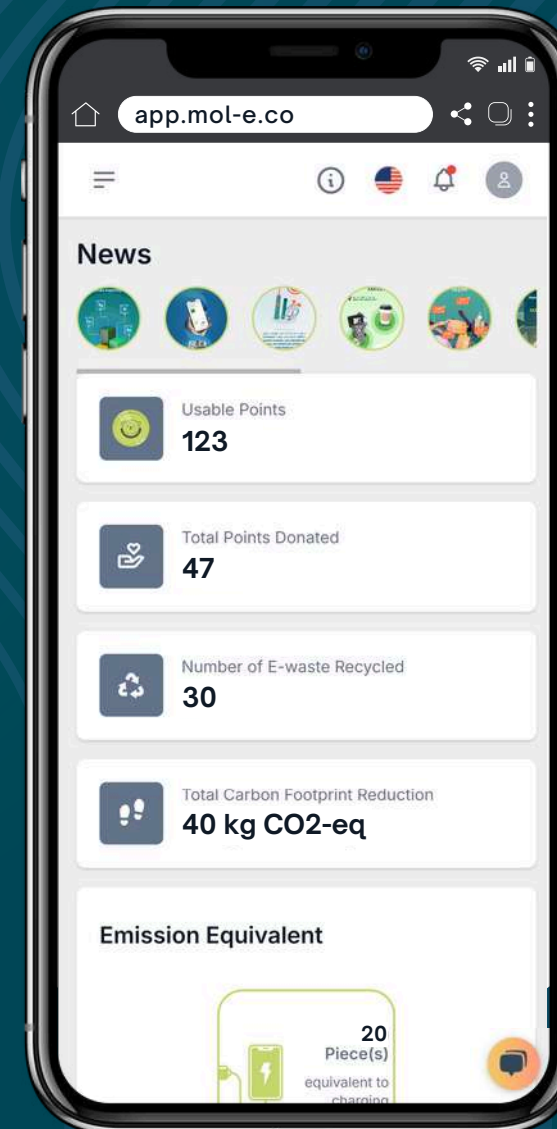 app.mol-e.co
News
Usable Points
123
Total Points Donated
47
Number of E-waste Recycled
30
Total Carbon Footprint Reduction
40 kg CO2-eq
Emission Equivalent
20
Piece(s)
equivalent to
charging